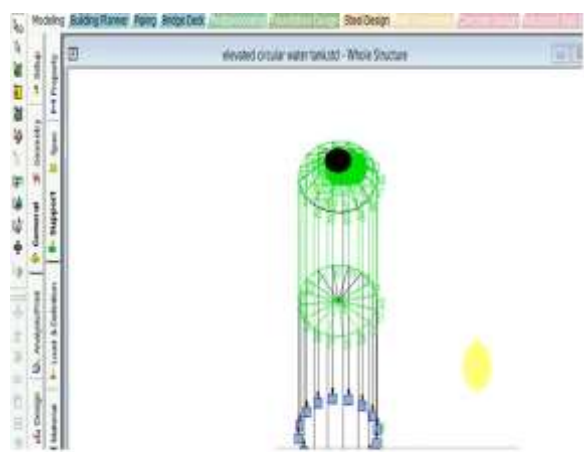 Modeling Building Planner Piping Bridge Deck
Steel Design
elevated circular water tank.std - Whole Structure
Setup
Geometry
General
Analysis/Print
Design
Property
Spec
Support
Load & Definition
Material